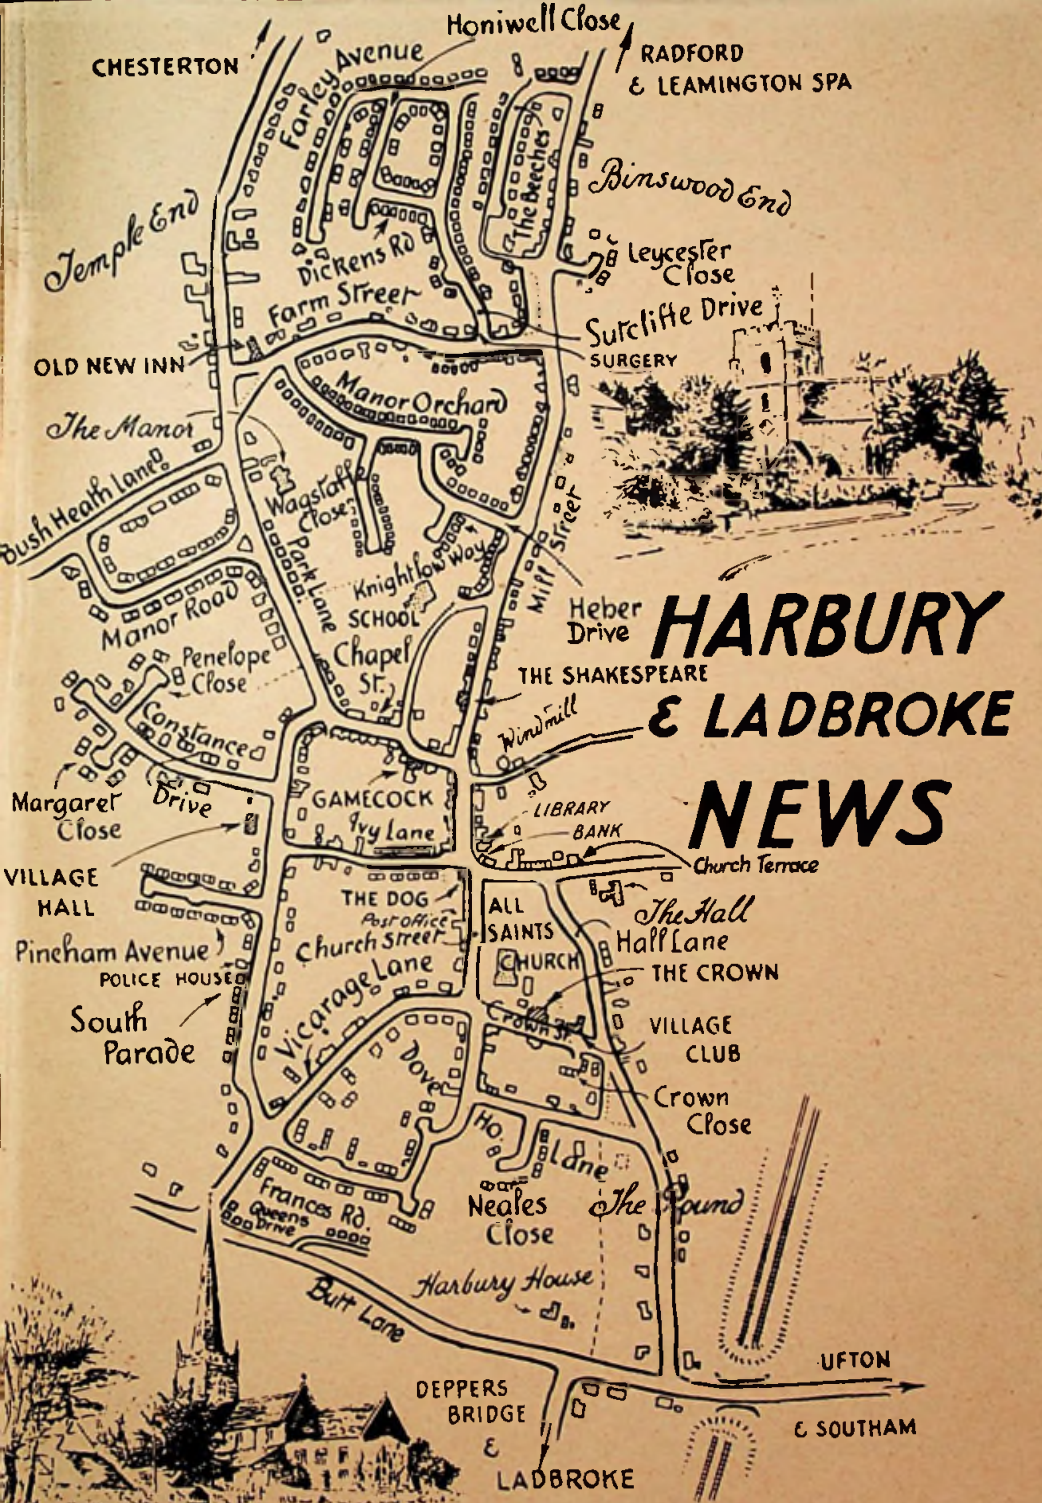 Honiwell Close
CHESTERTON
RADFORD
& LEAMINGTON SPA
Farley Avenue
The Beeches
Binswood End
Temple End
Dickens Rd
Leycester
Close
Farm Street
Sutcliffe Drive
SURGERY
OLD NEW INN
Manor Orchard
The Manor
Bush Heath Lane
Wagstaff
Close
Park Lane
Mill Street
Knightlow Way
SCHOOL
Heber
Drive
Manor Road
HARBURY
& LADBROKE
NEWS
Penelope
Close
Chapel
St.
THE SHAKESPEARE
Windmill
Constance
Drive
Margaret
Close
GAMECOCK
Ivy Lane
LIBRARY
BANK
Church Terrace
VILLAGE
HALL
THE DOG
Post Office
Church Street
ALL
SAINTS
CHURCH
The Hall
Hall Lane
THE CROWN
Pineham Avenue
POLICE HOUSE
South
Parade
Vicarage Lane
Crown St.
VILLAGE
CLUB
Crown
Close
Dove
Ho.
Lane
Neales
Close
The Pound
Frances Rd.
Queens
Drive
Harbury House
Butt Lane
UFTON
& SOUTHAM
DEPPERS
BRIDGE
&
LADBROKE